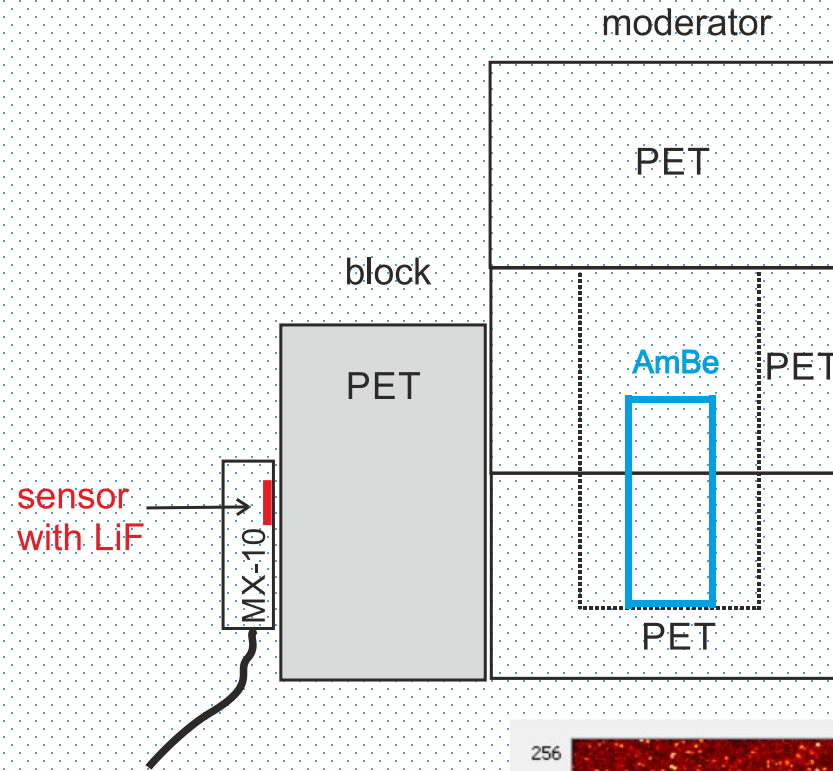 moderator
PET
block
PET
AmBe
PET
sensor
with LiF
MX-10
PET
256